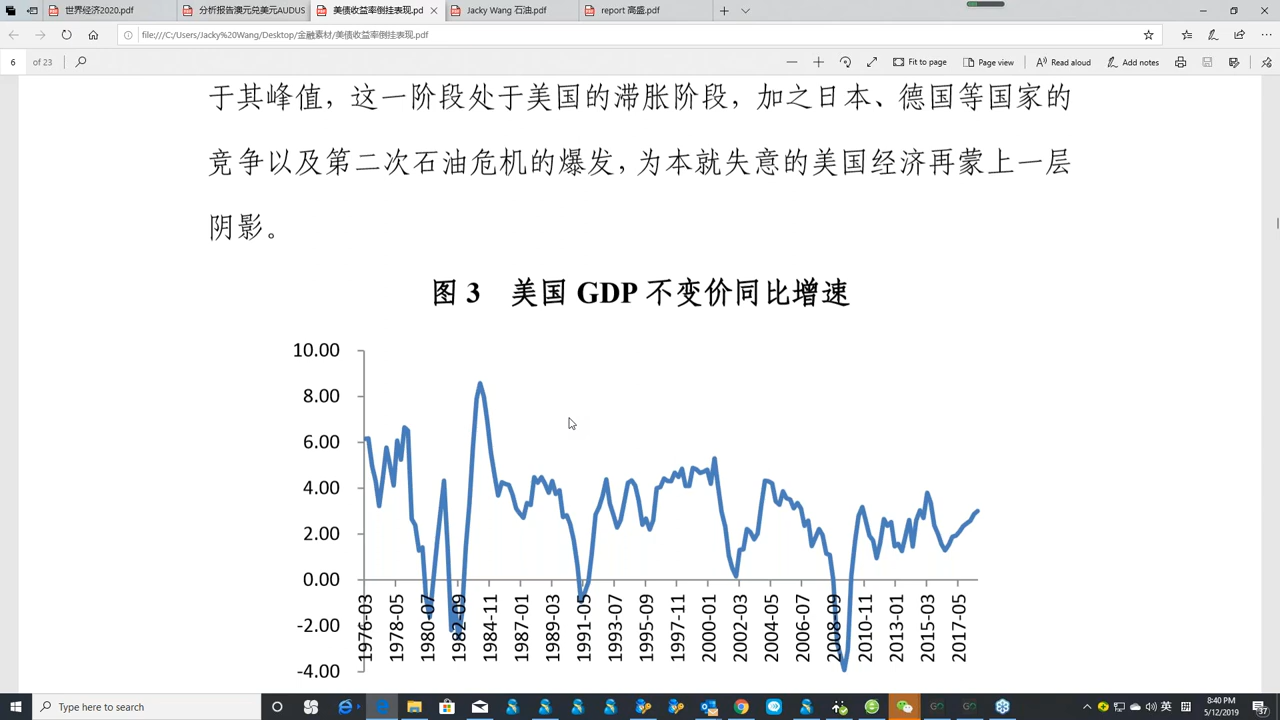 世界经济2020.pdf
分析报告澳元兑美元AUDUS
美债收益率倒挂表现.pd
Jacky Wang 石油.pdf
report 高盛.pdf
file:///C:/Users/Jacky%20Wang/Desktop/金融素材/美债收益率倒挂表现.pdf
6 of 23
Fit to page
Page view
Read aloud
Add notes
于其峰值，这一阶段处于美国的滞胀阶段，加之日本、德国等国家的
竞争以及第二次石油危机的爆发，为本就失意的美国经济再蒙上一层
阴影。
图 3 美国 GDP 不变价同比增速
10.00
8.00
6.00
4.00
2.00
0.00
-2.00
-4.00
1976-03
1978-05
1980-07
1982-09
1984-11
1987-01
1989-03
1991-05
1993-07
1995-09
1997-11
2000-01
2002-03
2004-05
2006-07
2008-09
2010-11
2013-01
2015-03
2017-05
Type here to search
英
8:40 PM
5/12/2019